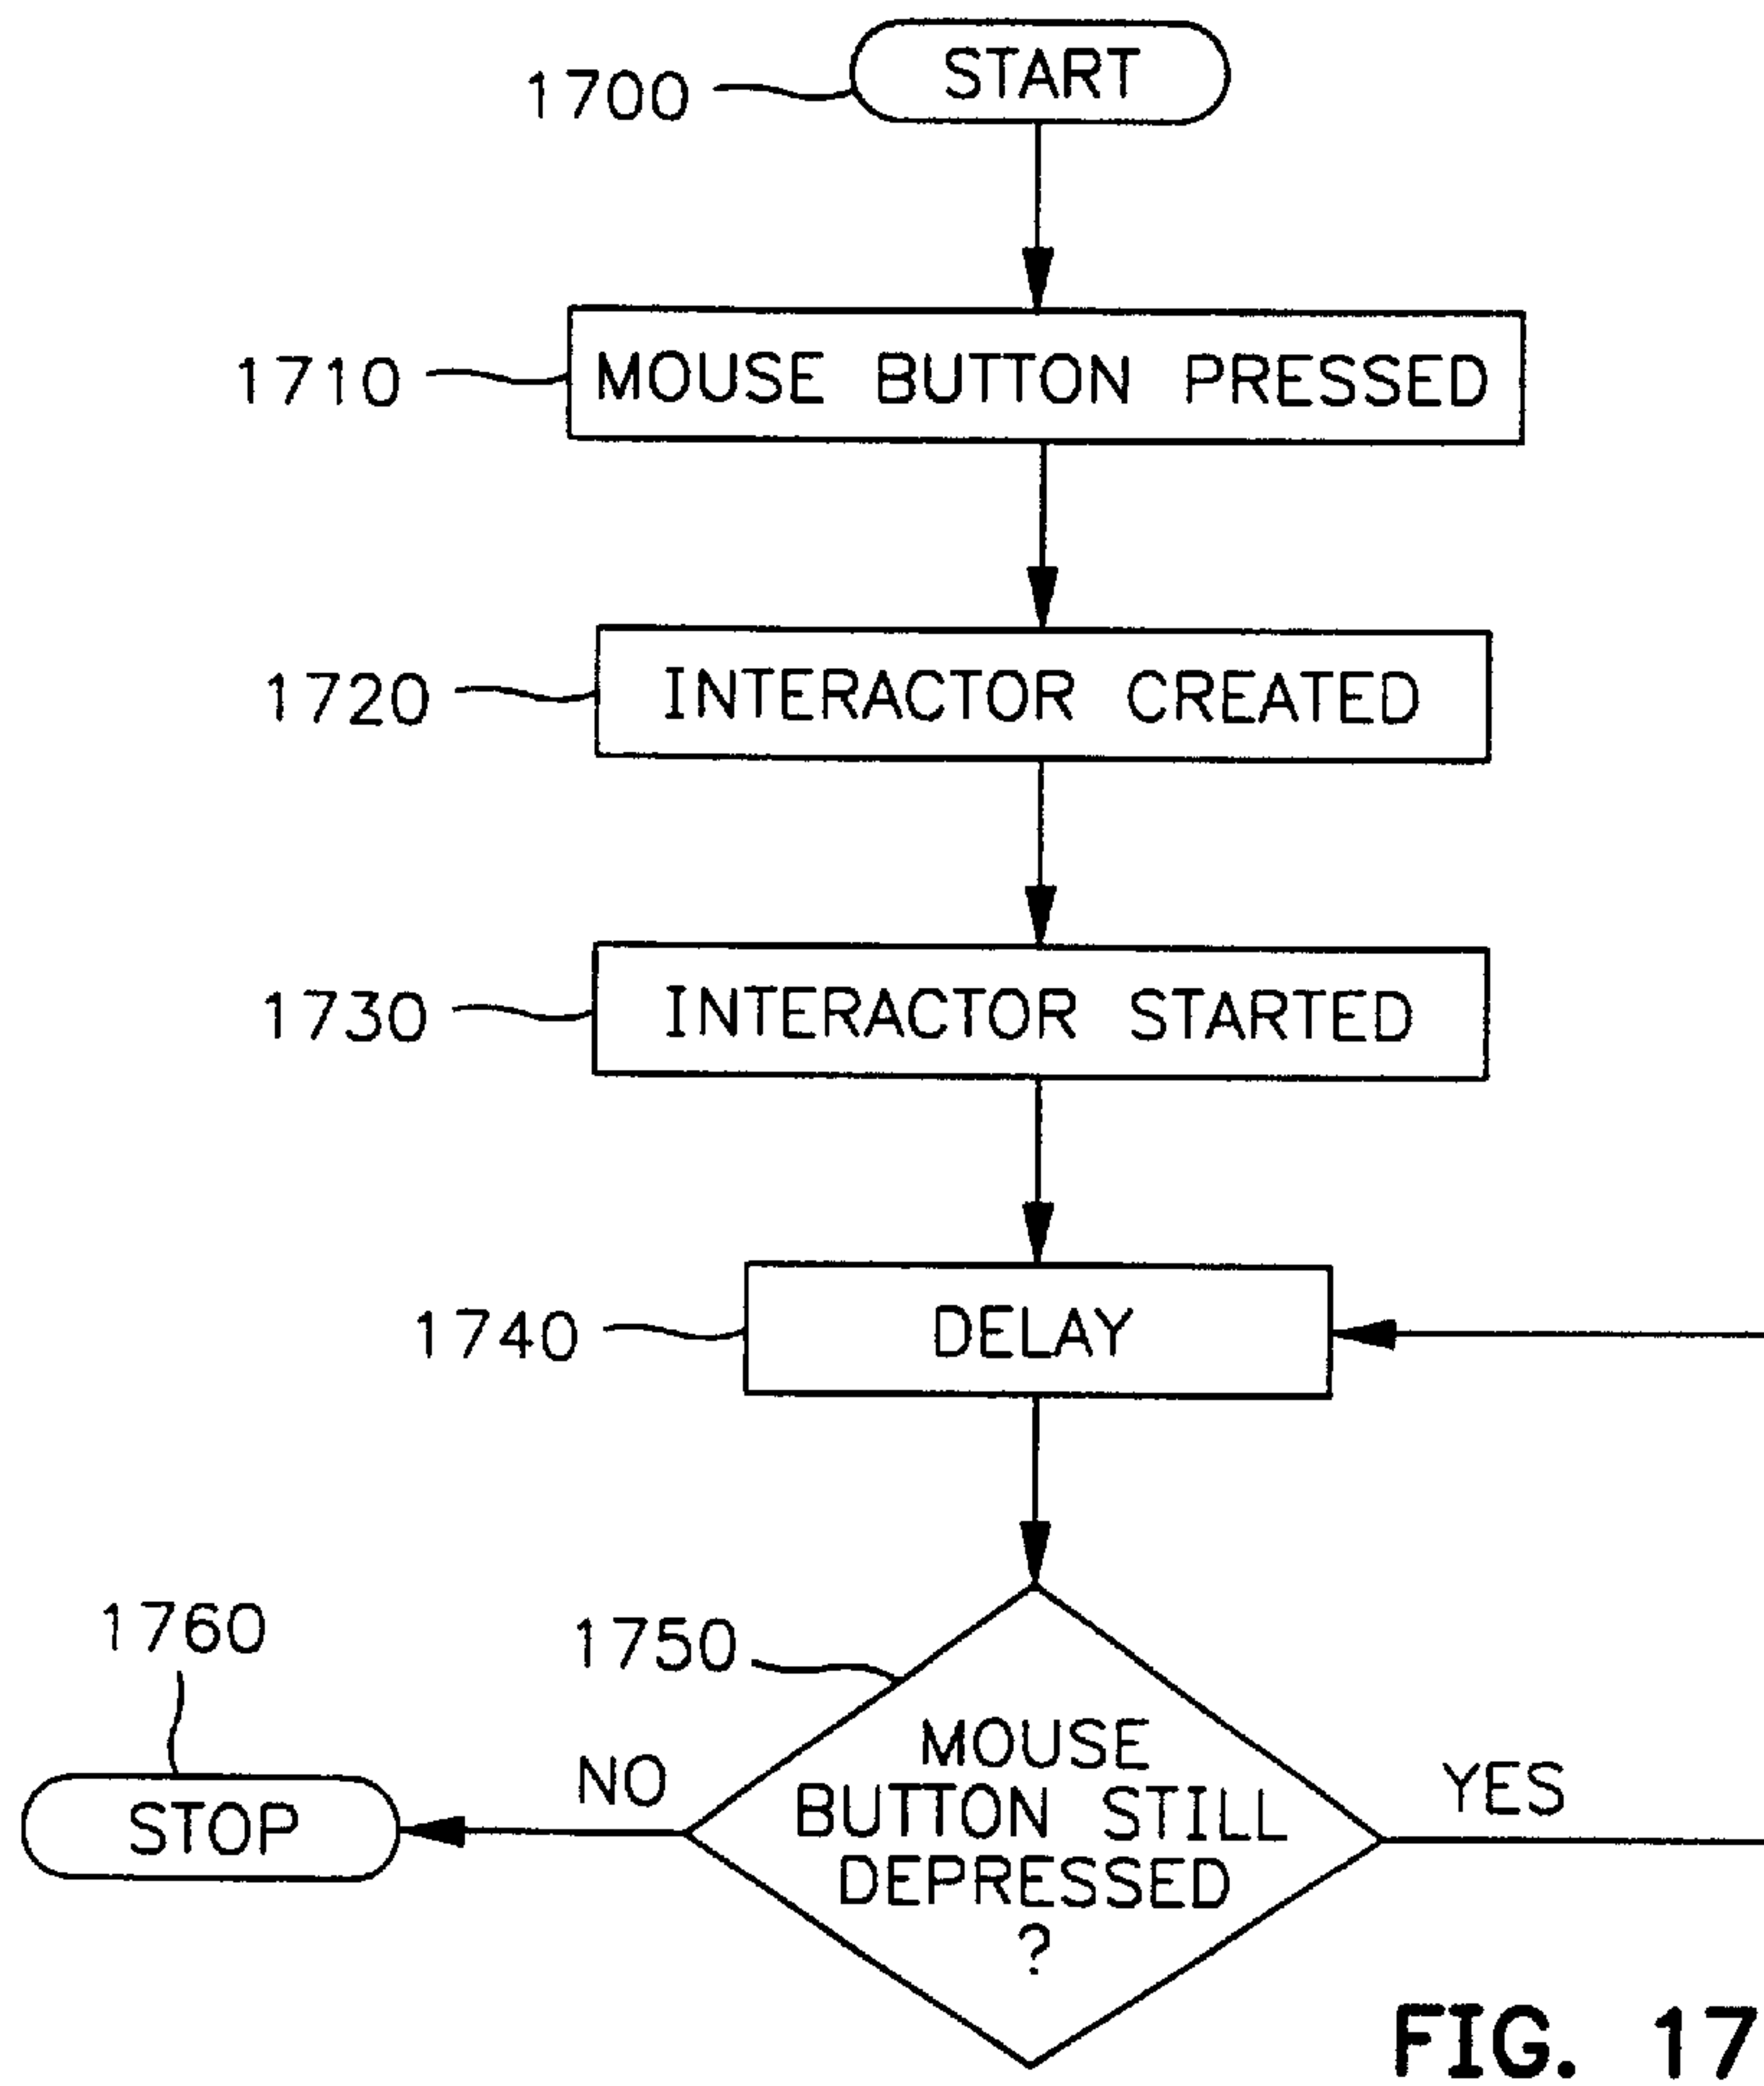 START
1700
MOUSE BUTTON PRESSED
1710
INTERACTOR CREATED
1720
INTERACTOR STARTED
1730
DELAY
1740
1760
1750
MOUSE
BUTTON STILL
DEPRESSED
?
NO
YES
STOP
FIG. 17